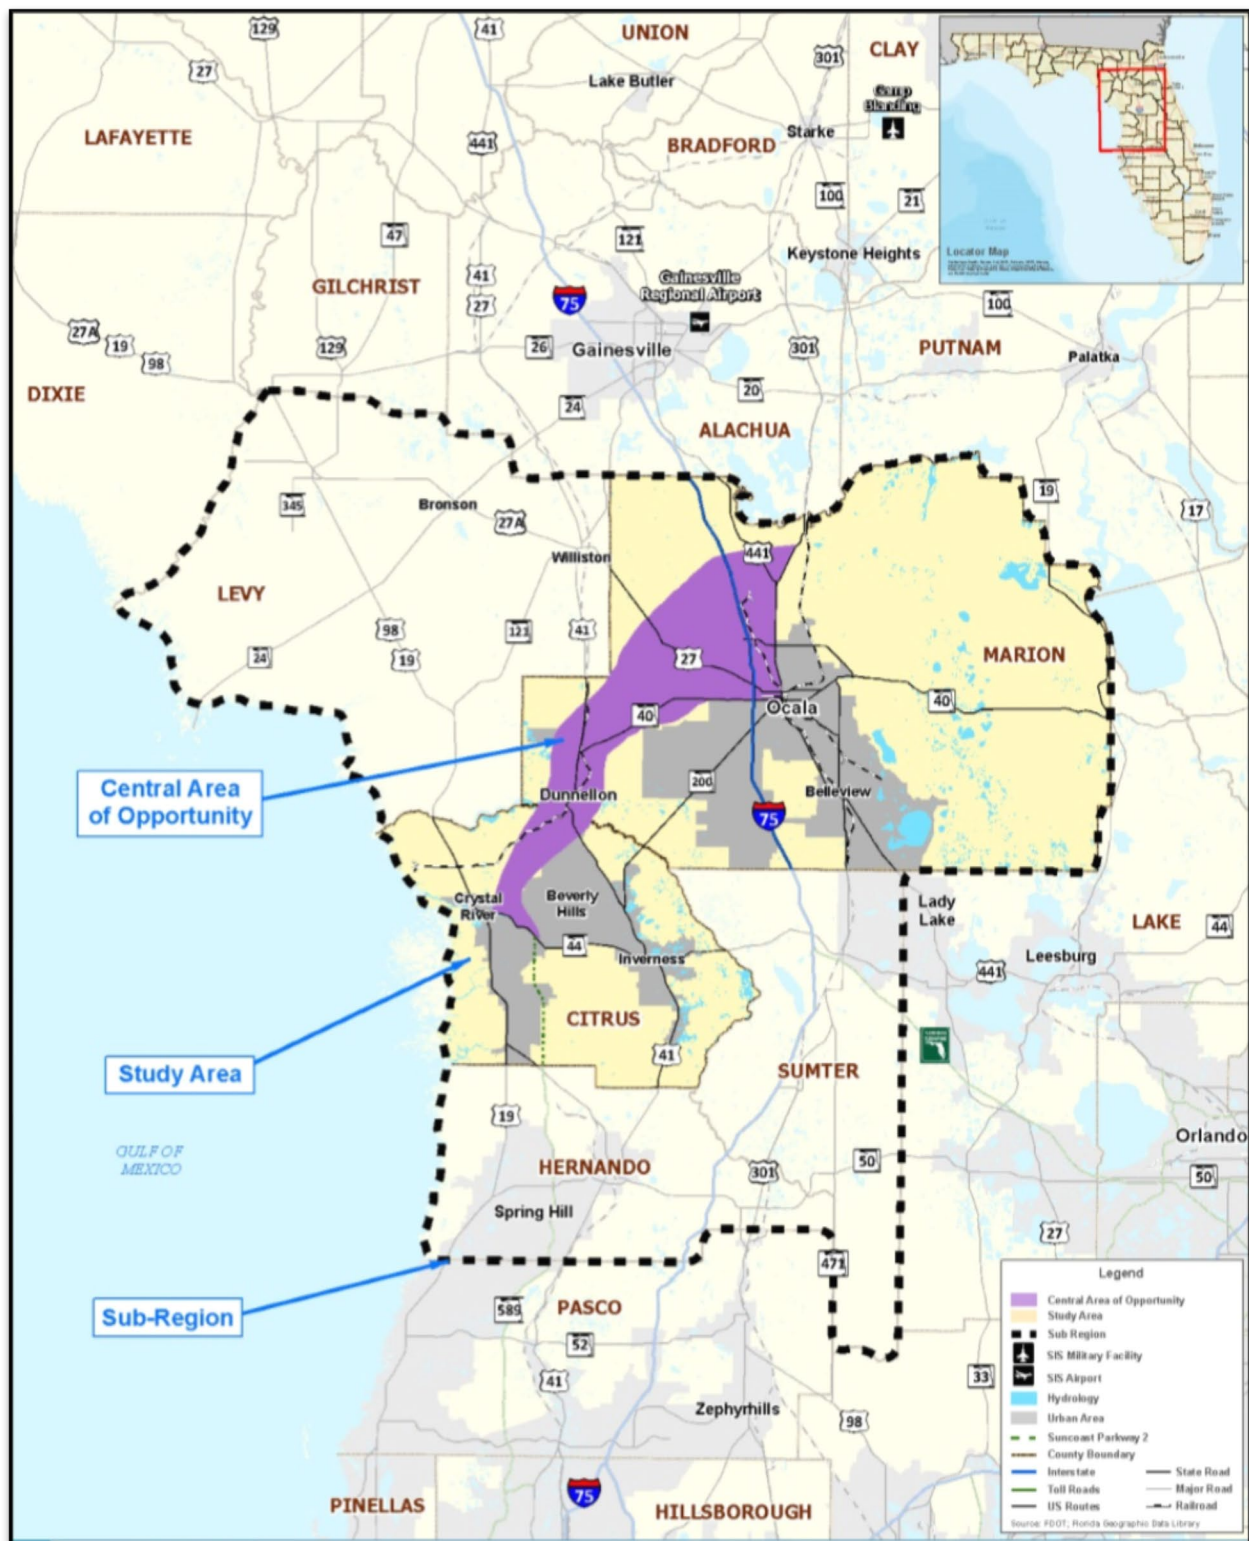 129
41
UNION
301
CLAY
27
Lake Butler
Camp
Blanding
LAFAYETTE
441
BRADFORD
Starke
100
21
47
121
Keystone Heights
Locator Map
GILCHRIST
41
27
75
Gainesville
Regional Airport
100
27A
19
98
129
26
Gainesville
301
PUTNAM
Palatka
DIXIE
24
20
ALACHUA
345
Bronson
27A
19
17
Williston
441
LEVY
98
19
121
41
24
27
MARION
40
Ocala
40
Central Area
of Opportunity
200
Dunnellon
Belleview
75
Crystal
River
Beverly
Hills
Lady
Lake
LAKE
44
44
Inverness
441
Leesburg
CITRUS
Study Area
41
SUMTER
19
GULF OF
MEXICO
HERNANDO
301
50
Orlando
50
Spring Hill
27
471
Sub-Region
589
PASCO
52
41
33
Zephyrhills
98
PINELLAS
75
HILLSBOROUGH
Legend
Central Area of Opportunity
Study Area
Sub Region
SIS Military Facility
SIS Airport
Hydrology
Urban Area
Suncoast Parkway 2
County Boundary
Interstate
State Road
Toll Roads
Major Road
US Routes
Railroad
Source: FDOT; Florida Geographic Data Library